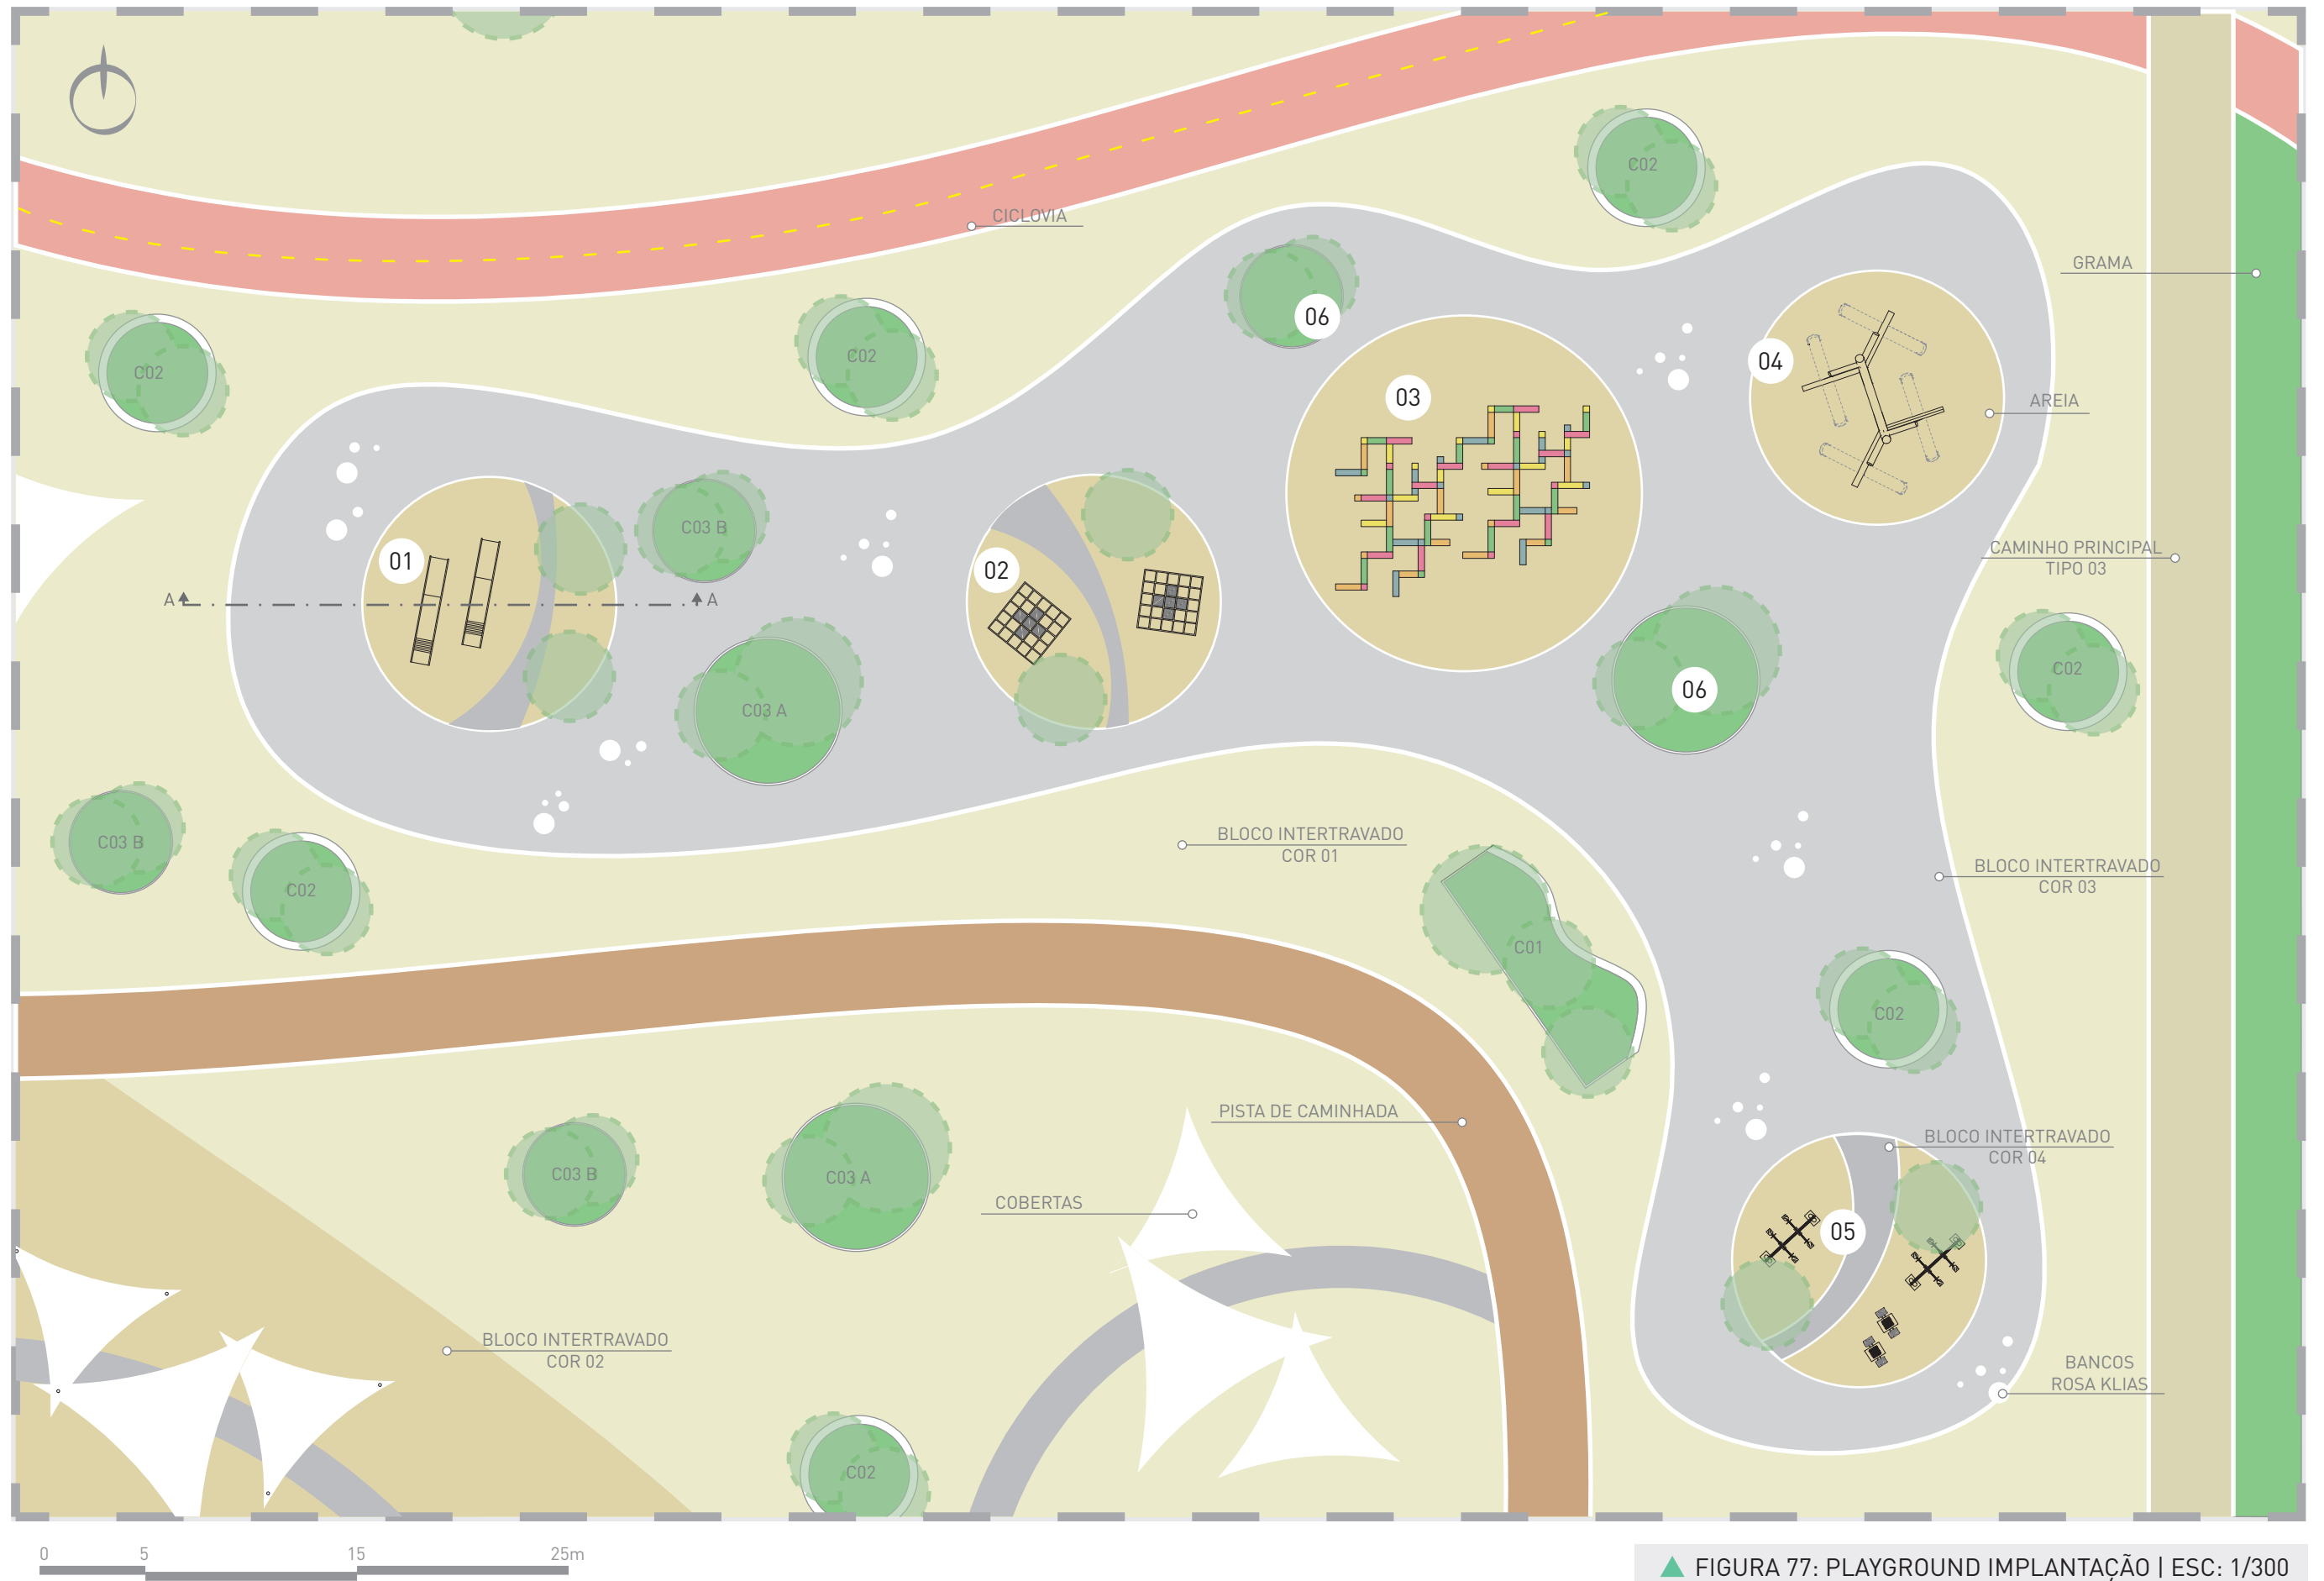 C02
CICLOVIA
GRAMA
06
C02
C02
04
03
AREIA
C03 B
01
02
CAMINHO PRINCIPAL
TIPO 03
A
A
C03 A
06
C02
C03 B
C02
BLOCO INTERTRAVADO
COR 01
BLOCO INTERTRAVADO
COR 03
C01
C02
PISTA DE CAMINHADA
BLOCO INTERTRAVADO
COR 04
C03 B
C03 A
COBERTAS
05
BLOCO INTERTRAVADO
COR 02
BANCOS
ROSA KLIAS
C02
0 5 15 25m
FIGURA 77: PLAYGROUND IMPLANTAÇÃO | ESC: 1/300